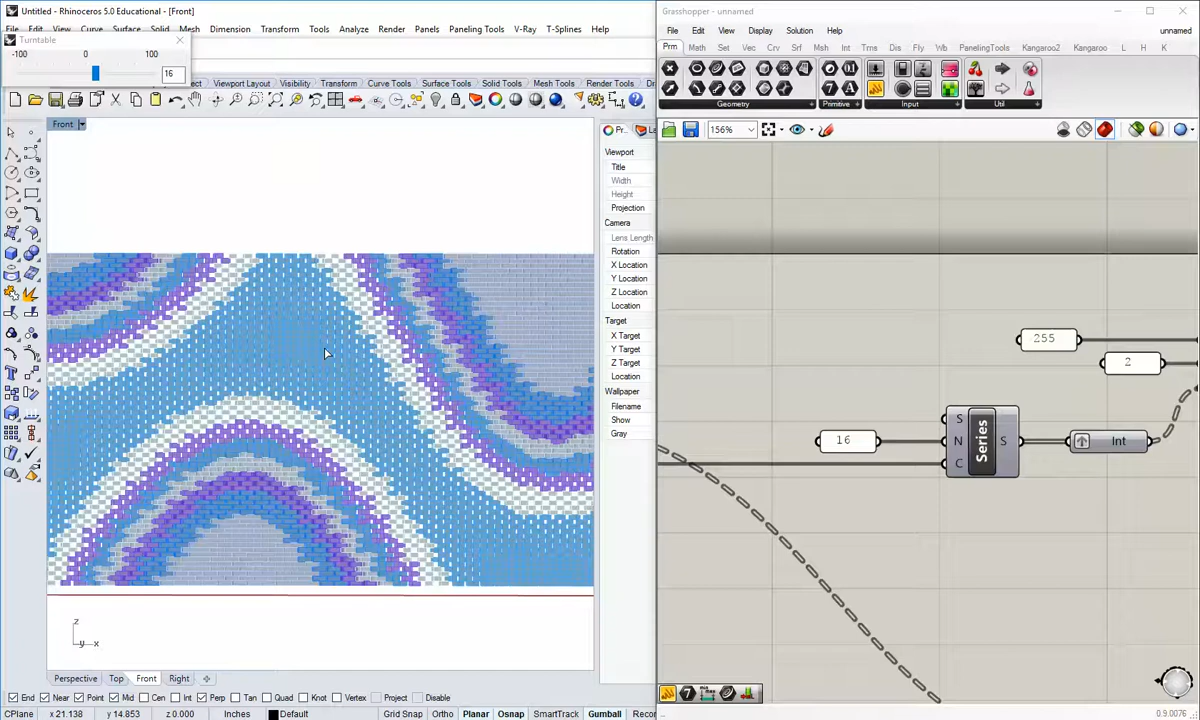 Untitled - Rhinoceros 5.0 Educational - [Front]
File Edit View Curve Surface Solid Mesh Dimension Transform Tools Analyze Render Panels Paneling Tools V-Ray T-Splines Help
Turntable
-100 0 100
16
Viewport Layout Visibility Transform Curve Tools Surface Tools Solid Tools Mesh Tools Render Tools
Front
Viewport
Title
Width
Height
Projection
Camera
Lens Length
Rotation
X Location
Y Location
Z Location
Location
Target
X Target
Y Target
Z Target
Location
Wallpaper
Filename
Show
Gray
z
y x
Perspective Top Front Right
End Near Point Mid Cen Int Perp Tan Quad Knot Vertex Project Disable
CPlane x 21.138 y 14.853 z 0.000 Inches Default Grid Snap Ortho Planar Osnap SmartTrack Gumball Recor
Grasshopper - unnamed
File Edit View Display Solution Help unnamed
Prm Math Set Vec Crv Srf Msh Int Trns Dis Fly Wb PanelingTools Kangaroo2 Kangaroo L H K
Geometry Primitive Input Util
156%
255
2
16
S
N
C
Series
S
Int
0.9.0076